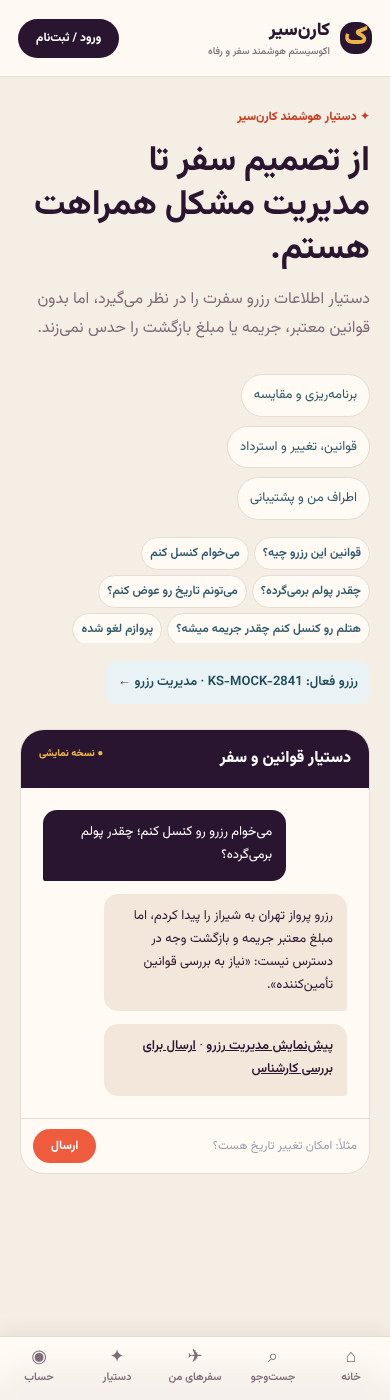 ک
کارن‌سیر
اکوسیستم هوشمند سفر و رفاه
ورود / ثبت‌نام
✦ دستیار هوشمند کارن‌سیر
از تصمیم سفر تا
مدیریت مشکل همراهت
هستم.
دستیار اطلاعات رزرو سفرت را در نظر می‌گیرد، اما بدون
قوانین معتبر، جریمه یا مبلغ بازگشت را حدس نمی‌زند.
برنامه‌ریزی و مقایسه
قوانین، تغییر و استرداد
اطراف من و پشتیبانی
قوانین این رزرو چیه؟
می‌خوام کنسل کنم
چقدر پولم برمی‌گرده؟
می‌تونم تاریخ رو عوض کنم؟
هتلم رو کنسل کنم چقدر جریمه میشه؟
پروازم لغو شده
رزرو فعال: KS-MOCK-2841 · مدیریت رزرو ←
دستیار قوانین و سفر
● نسخه نمایشی
می‌خوام رزرو رو کنسل کنم؛ چقدر پولم
برمی‌گرده؟
رزرو پرواز تهران به شیراز را پیدا کردم، اما
مبلغ معتبر جریمه و بازگشت وجه در
دسترس نیست: «نیاز به بررسی قوانین
تأمین‌کننده».
پیش‌نمایش مدیریت رزرو · ارسال برای
بررسی کارشناس
مثلاً: امکان تغییر تاریخ هست؟
ارسال
خانه
جست‌وجو
سفرهای من
دستیار
حساب